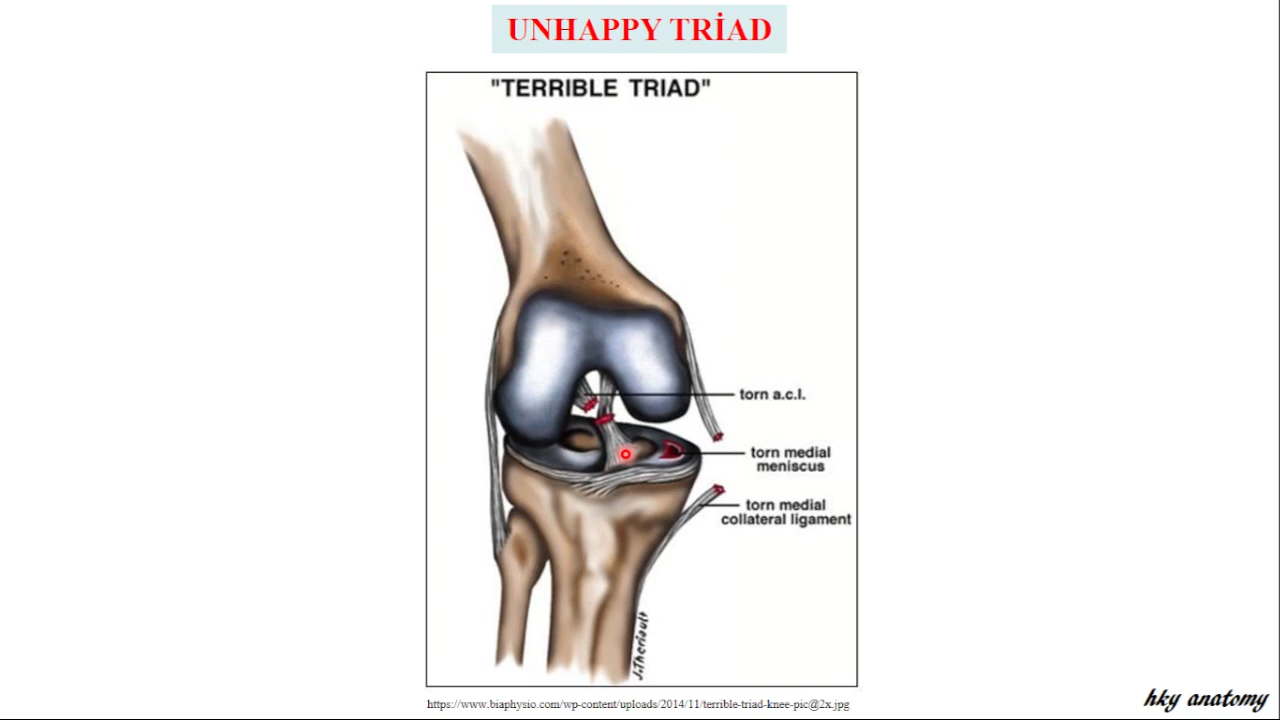 UNHAPPY TRİAD
"TERRIBLE TRIAD"
torn a.c.l.
torn medial
meniscus
torn medial
collateral ligament
J.Theriault
https://www.biaphysio.com/wp-content/uploads/2014/11/terrible-triad-knee-pic@2x.jpg
hky anatomy